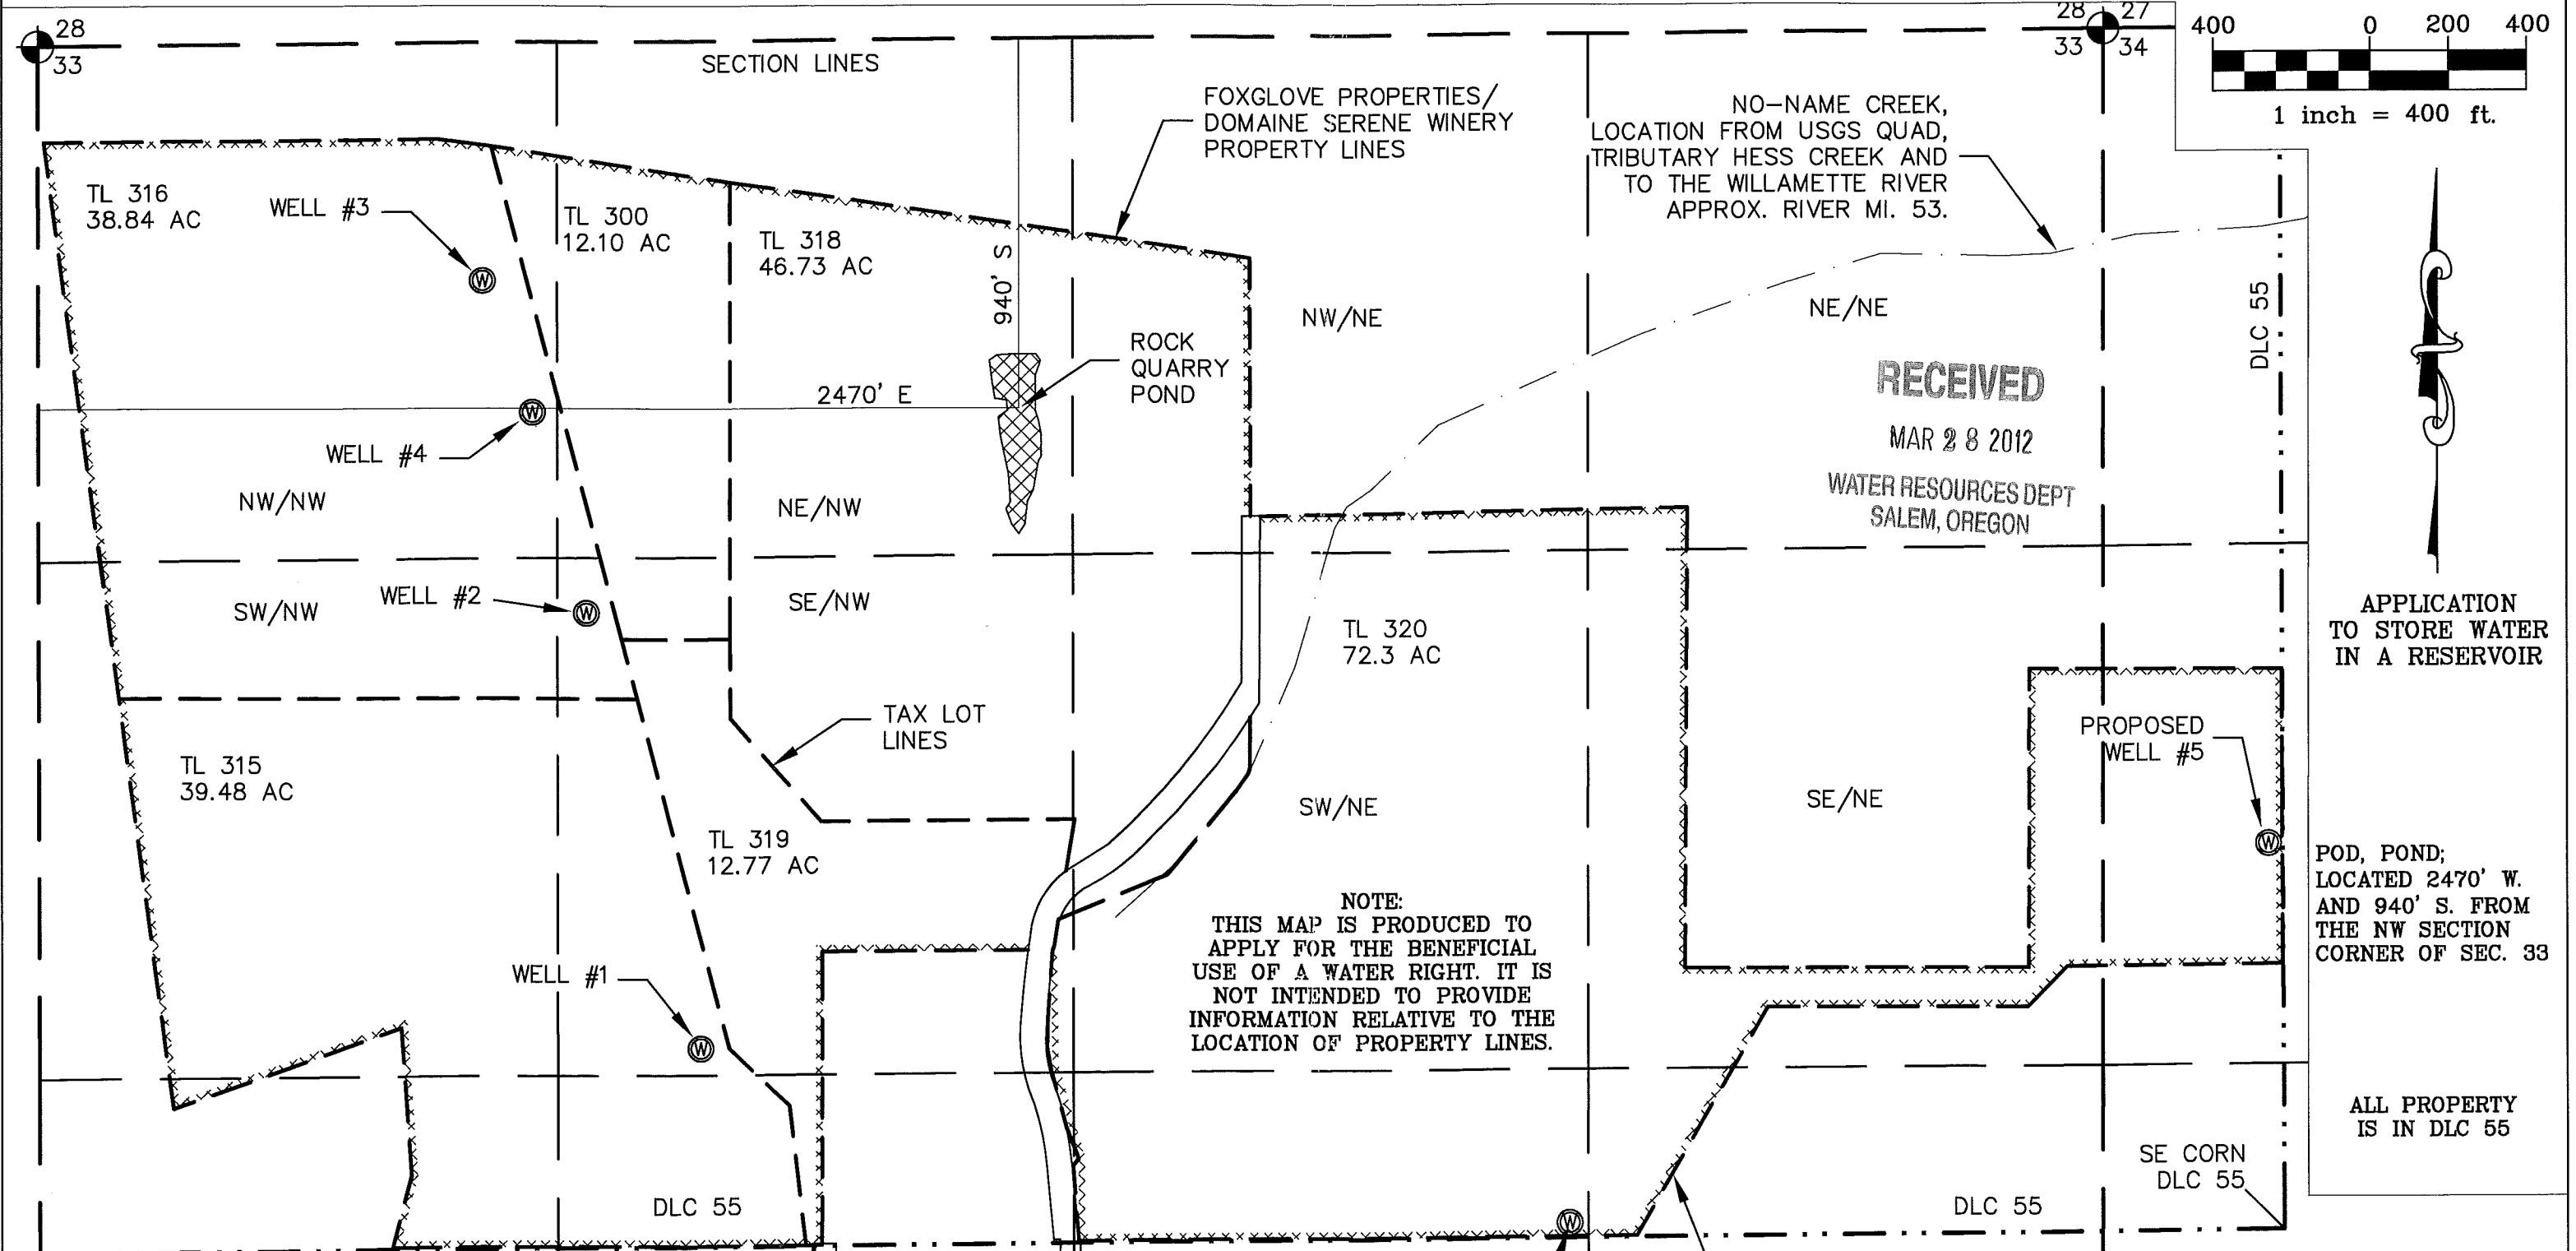 28
33
SECTION LINES
28 27
33 34
400 0 200 400
1 inch = 400 ft.
FOXGLOVE PROPERTIES/
DOMAINE SERENE WINERY
PROPERTY LINES
NO-NAME CREEK,
LOCATION FROM USGS QUAD,
TRIBUTARY HESS CREEK AND
TO THE WILLAMETTE RIVER
APPROX. RIVER MI. 53.
TL 316
38.84 AC
WELL #3
W
TL 300
12.10 AC
TL 318
46.73 AC
940' S
NW/NE
NE/NE
DLC 55
ROCK
QUARRY
POND
2470' E
W
WELL #4
RECEIVED
MAR 28 2012
WATER RESOURCES DEPT
SALEM, OREGON
NW/NW
NE/NW
WELL #2
W
SW/NW
SE/NW
TL 320
72.3 AC
APPLICATION
TO STORE WATER
IN A RESERVOIR
TAX LOT
LINES
PROPOSED
WELL #5
W
TL 315
39.48 AC
TL 319
12.77 AC
SW/NE
SE/NE
POD, POND;
LOCATED 2470' W.
AND 940' S. FROM
THE NW SECTION
CORNER OF SEC. 33
NOTE:
THIS MAP IS PRODUCED TO
APPLY FOR THE BENEFICIAL
USE OF A WATER RIGHT. IT IS
NOT INTENDED TO PROVIDE
INFORMATION RELATIVE TO THE
LOCATION OF PROPERTY LINES.
WELL #1
W
ALL PROPERTY
IS IN DLC 55
SE CORN
DLC 55
DLC 55
W
DLC 55